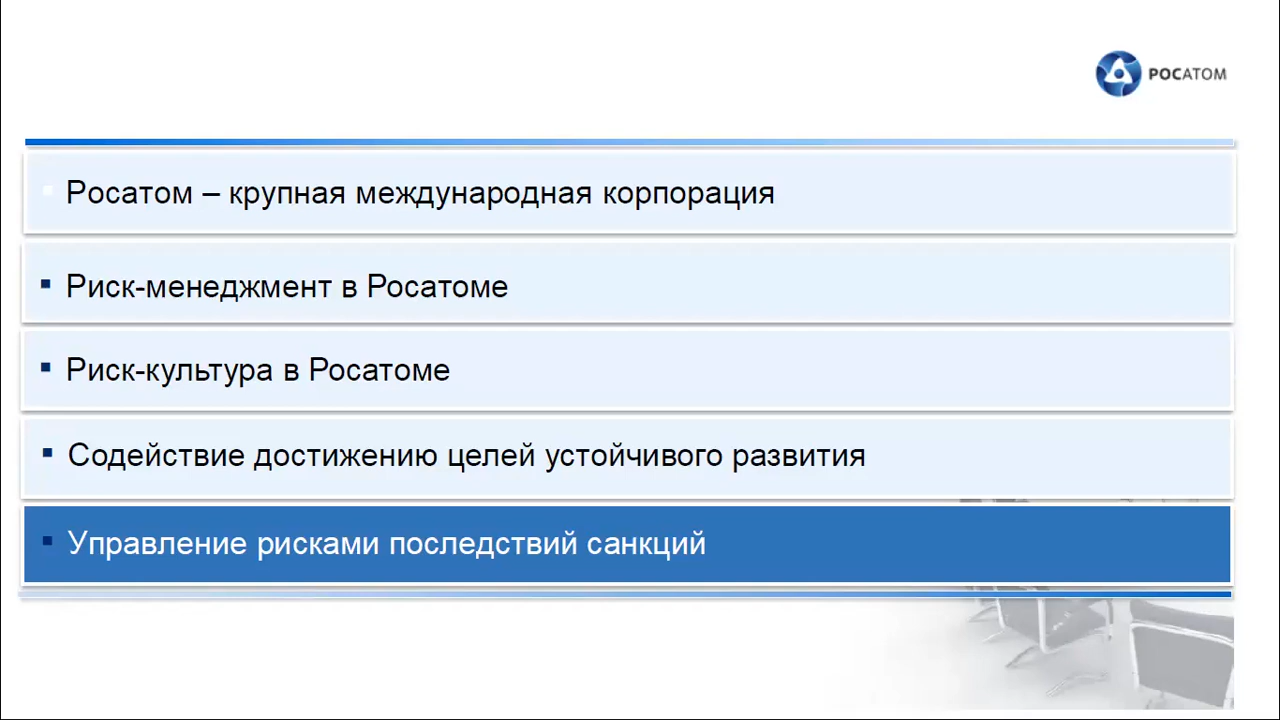 РОСАТОМ
Росатом – крупная международная корпорация
Риск-менеджмент в Росатоме
Риск-культура в Росатоме
Содействие достижению целей устойчивого развития
Управление рисками последствий санкций